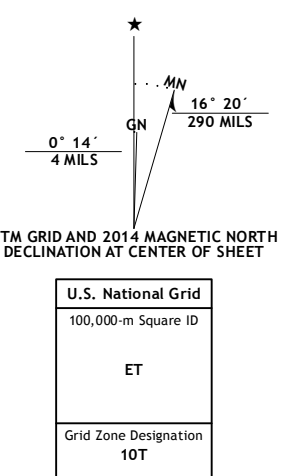 ★
MN
GN
16° 20´
290 MILS
0° 14´
4 MILS
TM GRID AND 2014 MAGNETIC NORTH
DECLINATION AT CENTER OF SHEET
U.S. National Grid
100,000-m Square ID
ET
Grid Zone Designation
10T